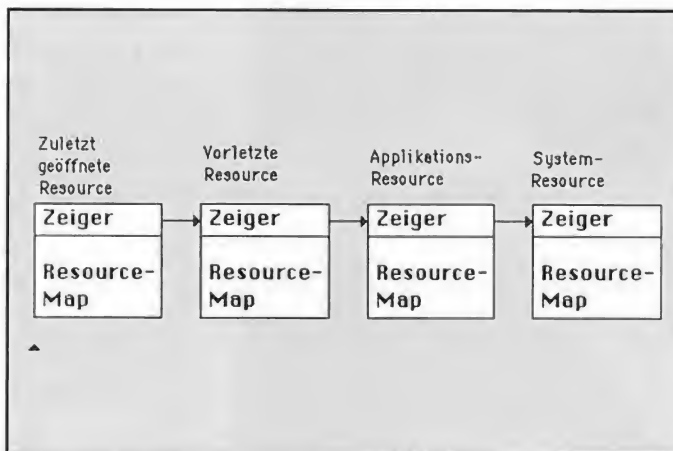 Zuletzt
geöffnete
Resource
Zeiger
Resource-
Map
Vorletzte
Resource
Zeiger
Resource-
Map
Applikations-
Resource
Zeiger
Resource-
Map
System-
Resource
Zeiger
Resource-
Map